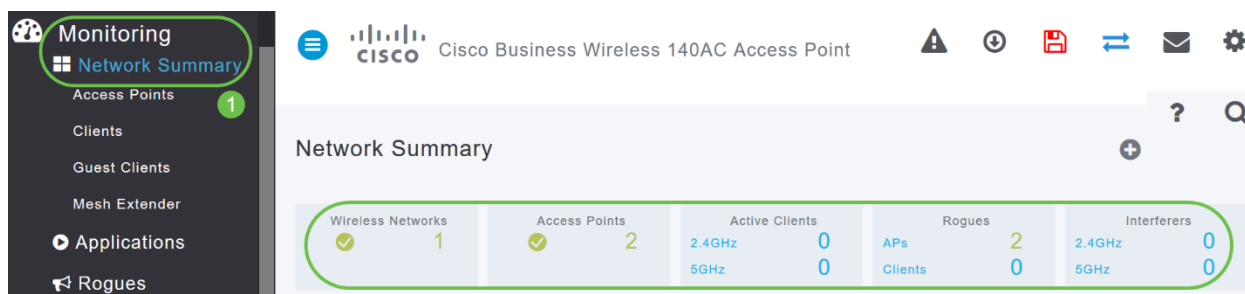 Monitoring
Network Summary
Access Points
1
Clients
Guest Clients
Mesh Extender
Applications
Rogues
CISCO
Cisco Business Wireless 140AC Access Point
?
Network Summary
Wireless Networks
1
Access Points
2
Active Clients
2.4GHz 0
5GHz 0
Rogues
APs 2
Clients 0
Interferers
2.4GHz 0
5GHz 0